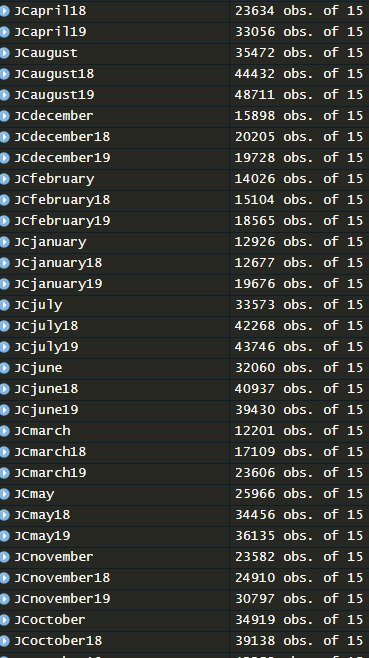 JCapril18 23634 obs. of 15
JCapril19 33056 obs. of 15
JCaugust 35472 obs. of 15
JCaugust18 44432 obs. of 15
JCaugust19 48711 obs. of 15
JCdecember 15898 obs. of 15
JCdecember18 20205 obs. of 15
JCdecember19 19728 obs. of 15
JCfebruary 14026 obs. of 15
JCfebruary18 15104 obs. of 15
JCfebruary19 18565 obs. of 15
JCjanuary 12926 obs. of 15
JCjanuary18 12677 obs. of 15
JCjanuary19 19676 obs. of 15
JCjuly 33573 obs. of 15
JCjuly18 42268 obs. of 15
JCjuly19 43746 obs. of 15
JCjune 32060 obs. of 15
JCjune18 40937 obs. of 15
JCjune19 39430 obs. of 15
JCmarch 12201 obs. of 15
JCmarch18 17109 obs. of 15
JCmarch19 23606 obs. of 15
JCmay 25966 obs. of 15
JCmay18 34456 obs. of 15
JCmay19 36135 obs. of 15
JCnovember 23582 obs. of 15
JCnovember18 24910 obs. of 15
JCnovember19 30797 obs. of 15
JCoctober 34919 obs. of 15
JCoctober18 39138 obs. of 15